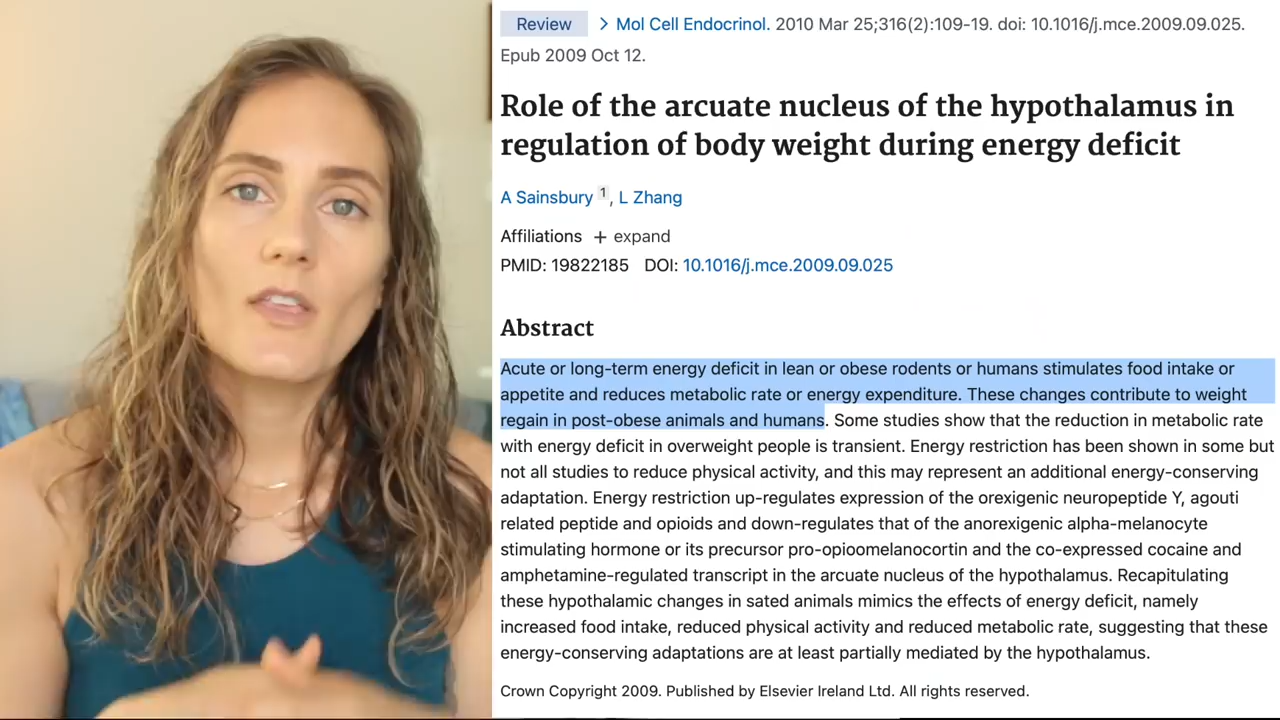 Review > Mol Cell Endocrinol. 2010 Mar 25;316(2):109-19. doi: 10.1016/j.mce.2009.09.025.
Epub 2009 Oct 12.
Role of the arcuate nucleus of the hypothalamus in
regulation of body weight during energy deficit
A Sainsbury 1, L Zhang
Affiliations + expand
PMID: 19822185 DOI: 10.1016/j.mce.2009.09.025
Abstract
Acute or long-term energy deficit in lean or obese rodents or humans stimulates food intake or
appetite and reduces metabolic rate or energy expenditure. These changes contribute to weight
regain in post-obese animals and humans. Some studies show that the reduction in metabolic rate
with energy deficit in overweight people is transient. Energy restriction has been shown in some but
not all studies to reduce physical activity, and this may represent an additional energy-conserving
adaptation. Energy restriction up-regulates expression of the orexigenic neuropeptide Y, agouti
related peptide and opioids and down-regulates that of the anorexigenic alpha-melanocyte
stimulating hormone or its precursor pro-opioomelanocortin and the co-expressed cocaine and
amphetamine-regulated transcript in the arcuate nucleus of the hypothalamus. Recapitulating
these hypothalamic changes in sated animals mimics the effects of energy deficit, namely
increased food intake, reduced physical activity and reduced metabolic rate, suggesting that these
energy-conserving adaptations are at least partially mediated by the hypothalamus.
Crown Copyright 2009. Published by Elsevier Ireland Ltd. All rights reserved.